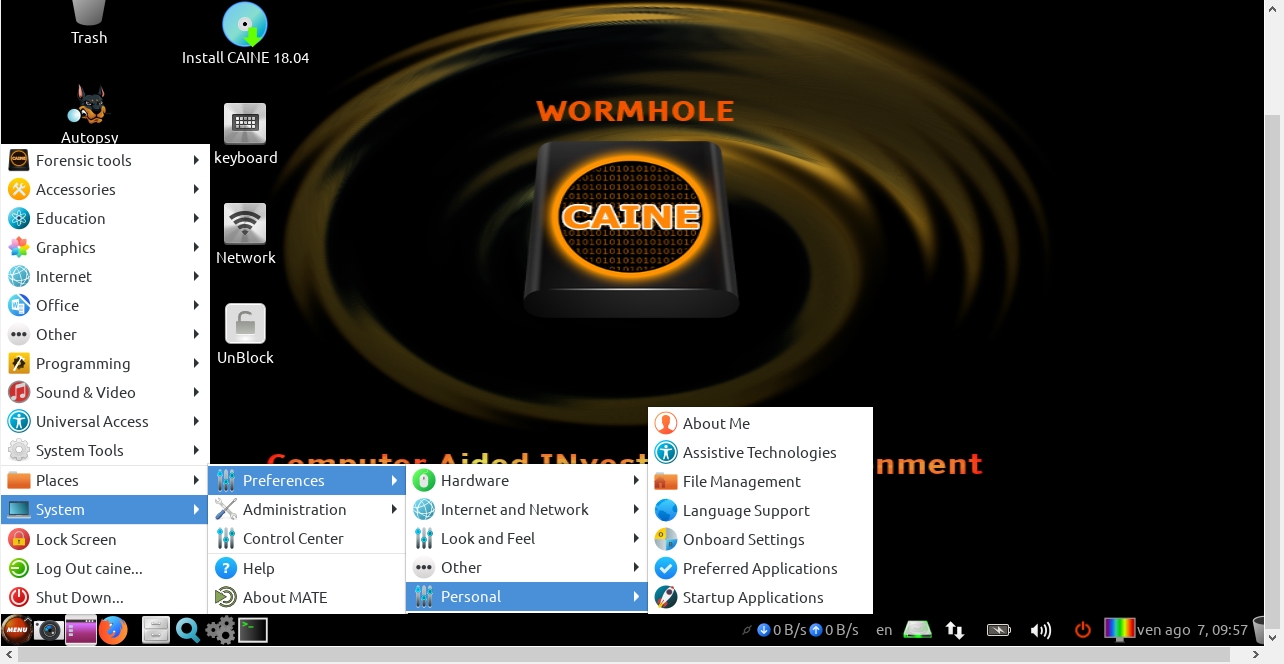 Trash
Install CAINE 18.04
Autopsy
keyboard
Network
UnBlock
WORMHOLE
CAINE
Forensic tools
Accessories
Education
Graphics
Internet
Office
Other
Programming
Sound & Video
Universal Access
System Tools
Places
System
Lock Screen
Log Out caine...
Shut Down...
Preferences
Administration
Control Center
Help
About MATE
Hardware
Internet and Network
Look and Feel
Other
Personal
About Me
Assistive Technologies
File Management
Language Support
Onboard Settings
Preferred Applications
Startup Applications
Computer Aided INvest nment
MENU
0 B/s 0 B/s en ven ago 7, 09:57